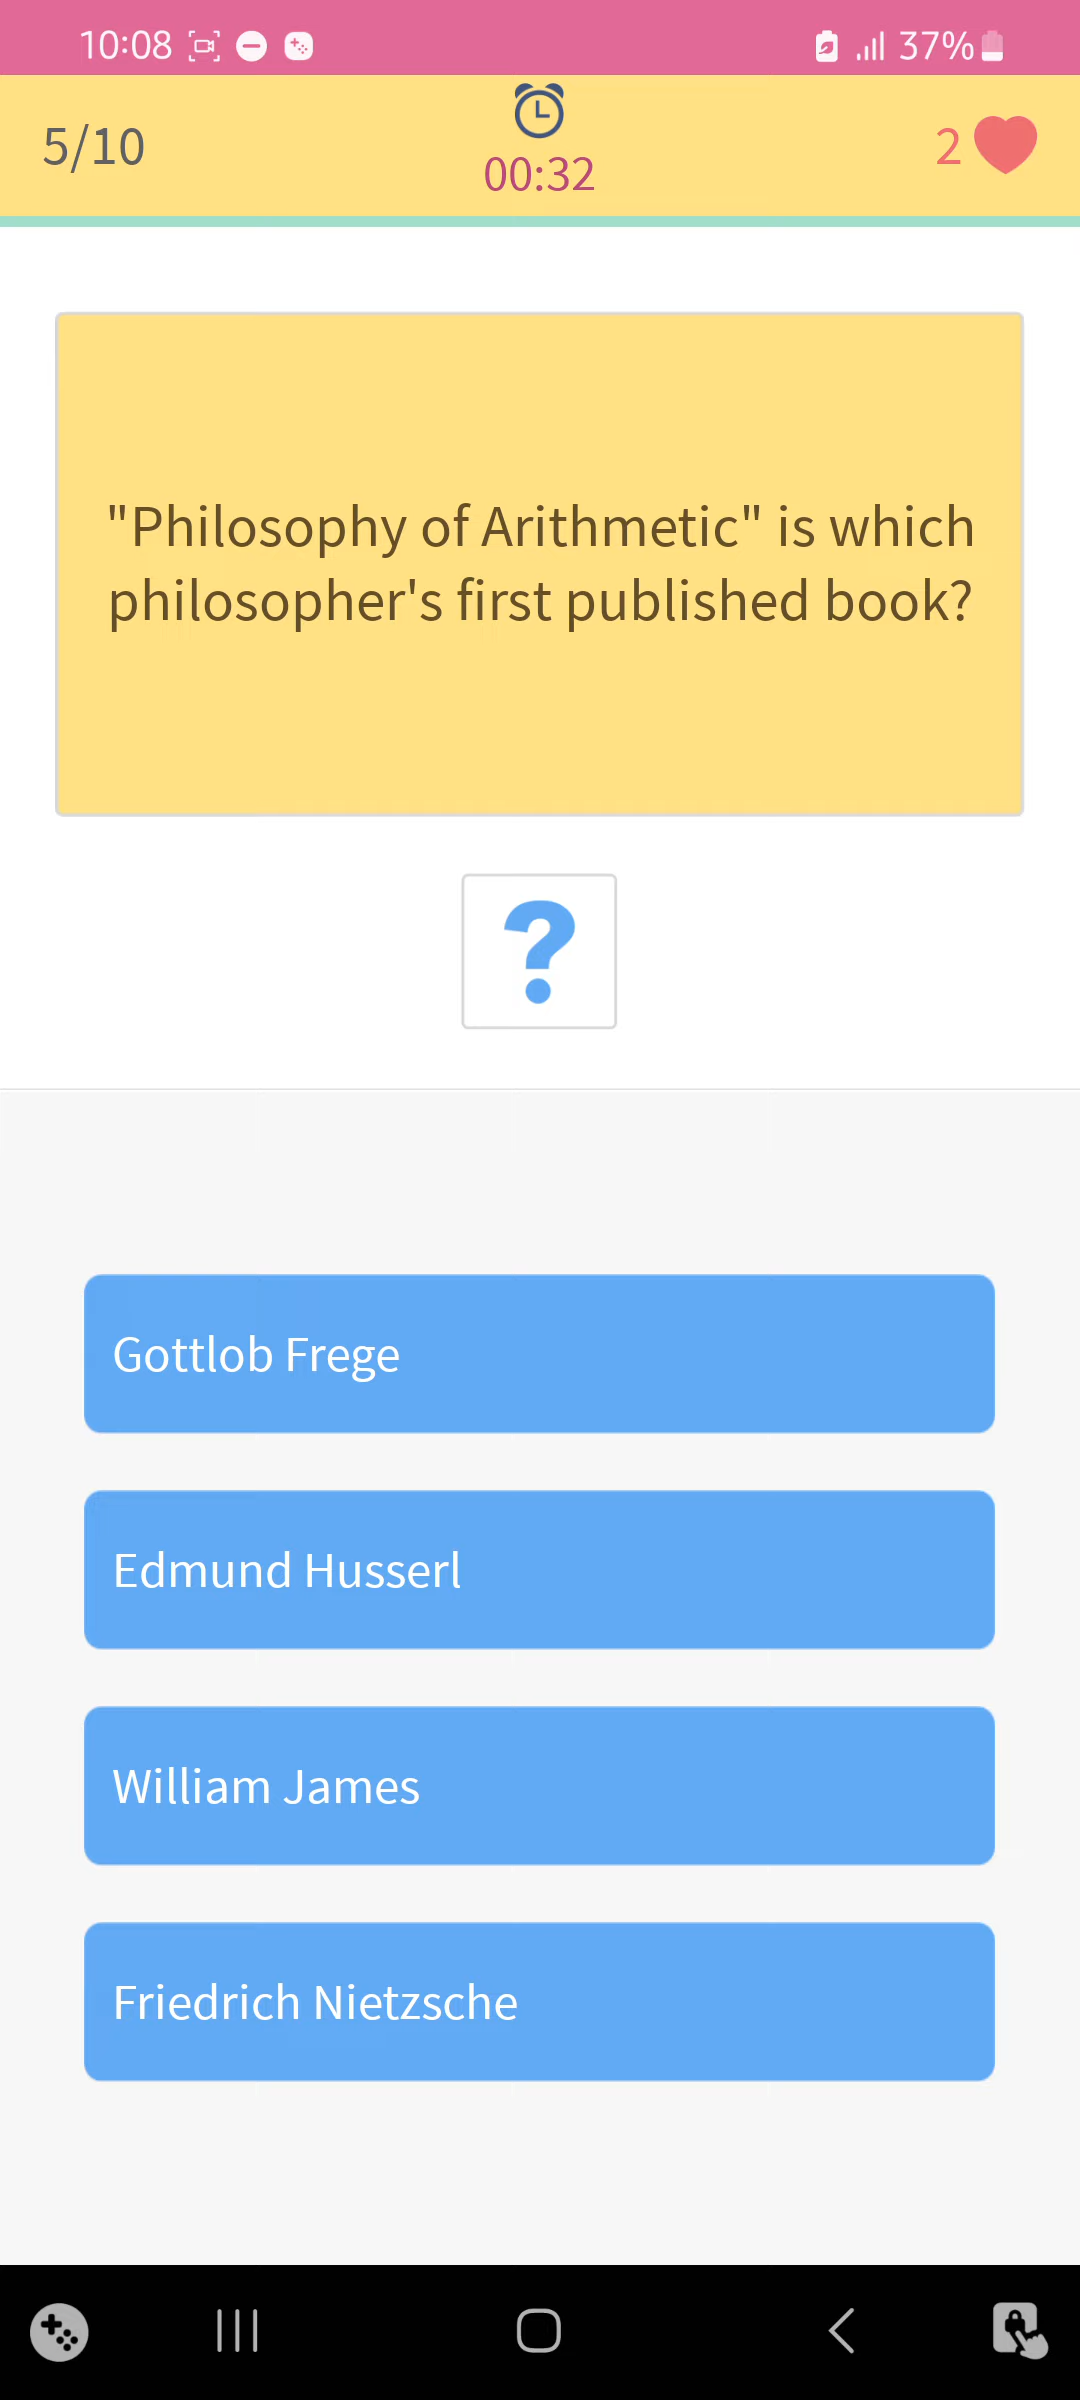 10:08
37%
5/10
00:32
2
"Philosophy of Arithmetic" is which
philosopher's first published book?
?
Gottlob Frege
Edmund Husserl
William James
Friedrich Nietzsche